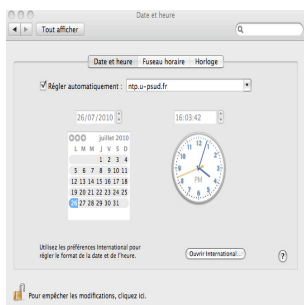 Date et heure
Tout afficher
Date et heure Fuseau horaire Horloge
Régler automatiquement : ntp.u-psud.fr
26/07/2010 16:03:42
juillet 2010
L M M J V S D
1 2 3 4
5 6 7 8 9 10 11
12 13 14 15 16 17 18
19 20 21 22 23 24 25
26 27 28 29 30 31
12
11 1
10 2
9 3
PM
8 4
7 5
6
Utilisez les préférences International pour
régler le format de la date et de l'heure.
Ouvrir International...
?
Pour empêcher les modifications, cliquez ici.